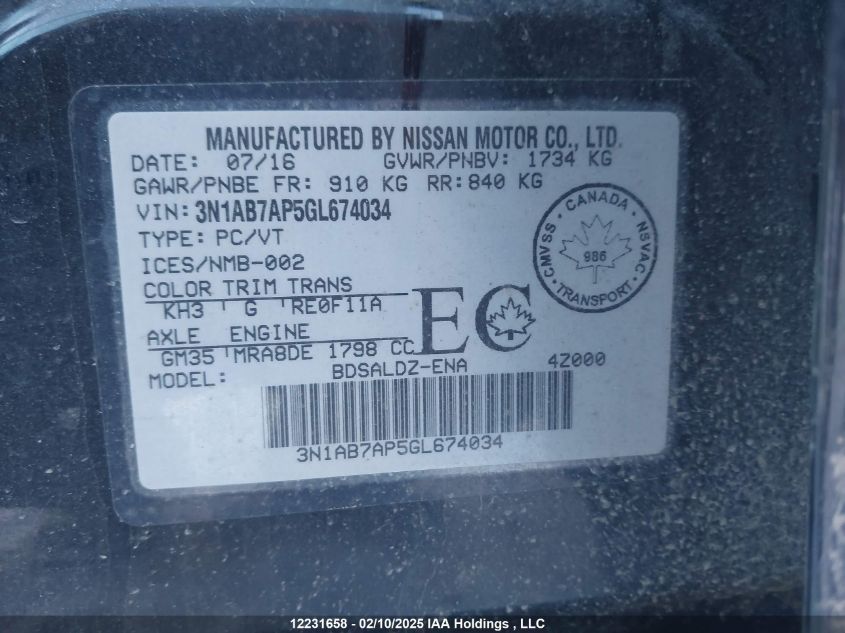 MANUFACTURED BY NISSAN MOTOR CO., LTD.
DATE: 07/16 GVWR/PNBV: 1734 KG
GAWR/PNBE FR: 910 KG RR: 840 KG
VIN: 3N1AB7AP5GL674034
TYPE: PC/VT
ICES/NMB-002
COLOR TRIM TRANS
KH3 G RE0F11A
AXLE ENGINE
GM35 MRA8DE 1798 CC
EC
MODEL: BDSALDZ-ENA 4Z000
3N1AB7AP5GL674034
CMVSS • CANADA • NSVAC • TRANSPORT •
986
12231658 - 02/10/2025 IAA Holdings , LLC